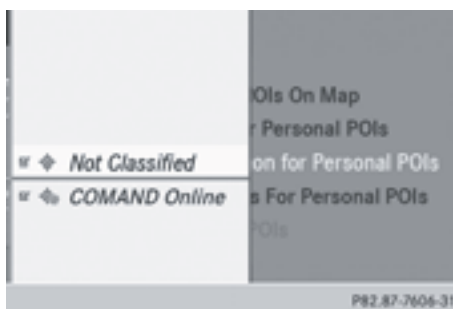 OIs On Map
r Personal POIs
Not Classified
on for Personal POIs
COMAND Online
s For Personal POIs
POIs
P82.87-7606-31